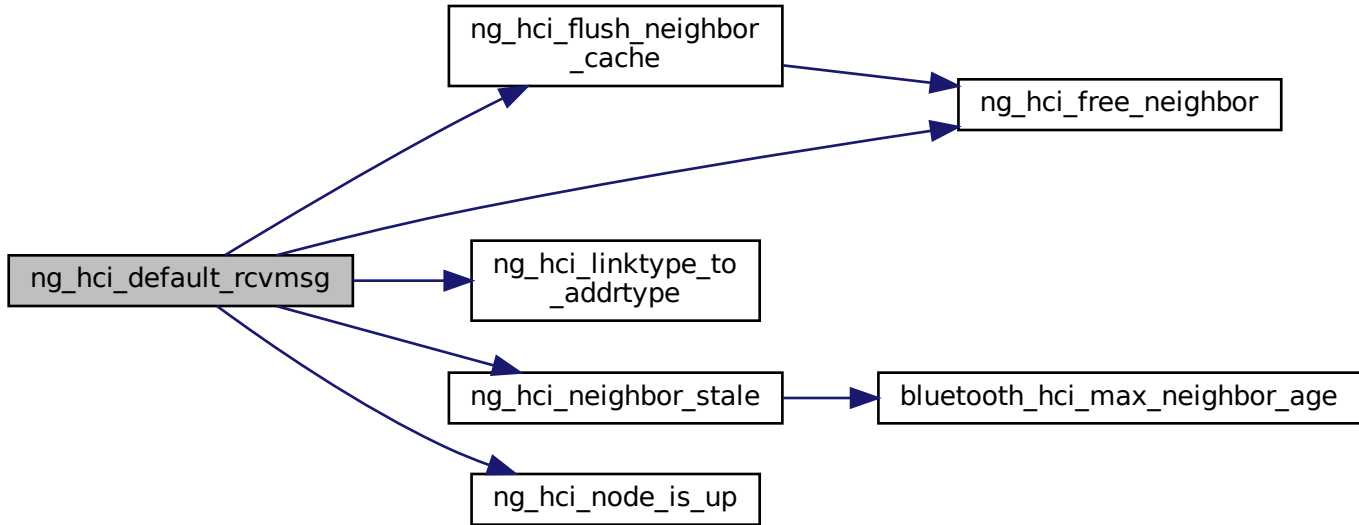 ng_hci_flush_neighbor
_cache
ng_hci_free_neighbor
ng_hci_default_rcvmsg
ng_hci_linktype_to
_addrtype
ng_hci_neighbor_stale
bluetooth_hci_max_neighbor_age
ng_hci_node_is_up